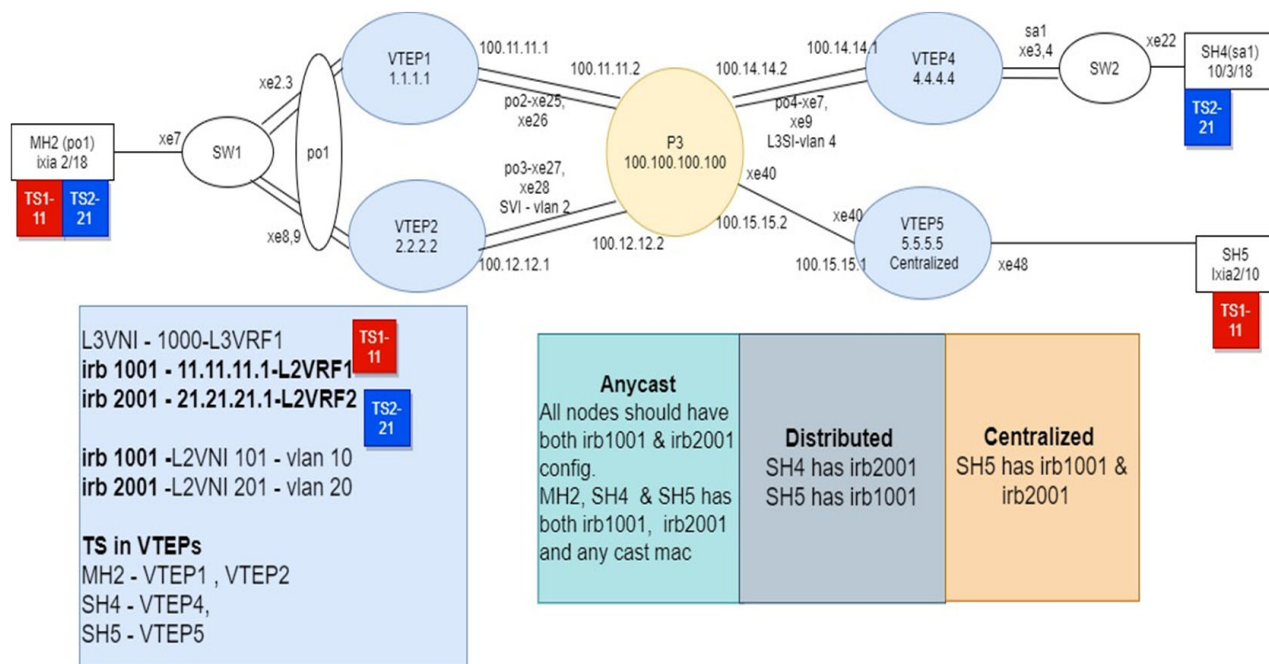 VTEP1
1.1.1.1
100.11.11.1
xe2.3
100.11.11.2
100.14.14.1
VTEP4
4.4.4.4
sa1
xe3,4
SW2
xe22
SH4(sa1)
10/3/18
TS2-
21
100.14.14.2
po2-xe25,
xe26
po4-xe7,
xe9
L3SI-vlan 4
MH2 (po1)
ixia 2/18
TS1-
11
TS2-
21
xe7
SW1
po1
P3
100.100.100.100
po3-xe27,
xe28
SVI - vlan 2
xe40
xe8,9
VTEP2
2.2.2.2
100.12.12.2
100.12.12.1
100.15.15.2
xe40
VTEP5
5.5.5.5
Centralized
100.15.15.1
xe48
SH5
Ixia2/10
TS1-
11
L3VNI - 1000-L3VRF1
irb 1001 - 11.11.11.1-L2VRF1
irb 2001 - 21.21.21.1-L2VRF2
TS1-
11
TS2-
21
irb 1001 -L2VNI 101 - vlan 10
irb 2001 -L2VNI 201 - vlan 20
TS in VTEPs
MH2 - VTEP1 , VTEP2
SH4 - VTEP4,
SH5 - VTEP5
Anycast
All nodes should have
both irb1001 & irb2001
config.
MH2, SH4 & SH5 has
both irb1001, irb2001
and any cast mac
Distributed
SH4 has irb2001
SH5 has irb1001
Centralized
SH5 has irb1001 &
irb2001